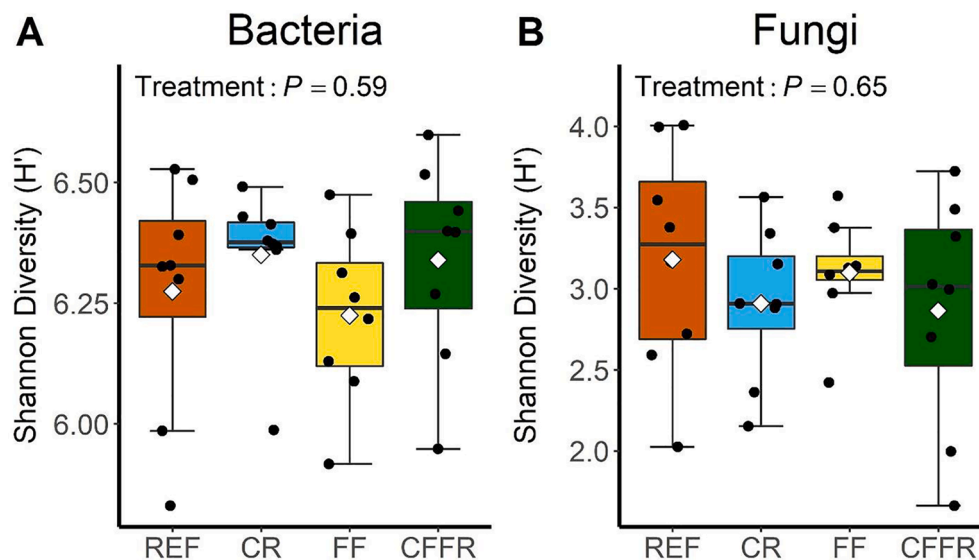 A
Bacteria
Treatment : P = 0.59
Shannon Diversity (H')
6.50
6.25
6.00
REF
CR
FF
CFFR
B
Fungi
Treatment : P = 0.65
Shannon Diversity (H')
4.0
3.5
3.0
2.5
2.0
REF
CR
FF
CFFR